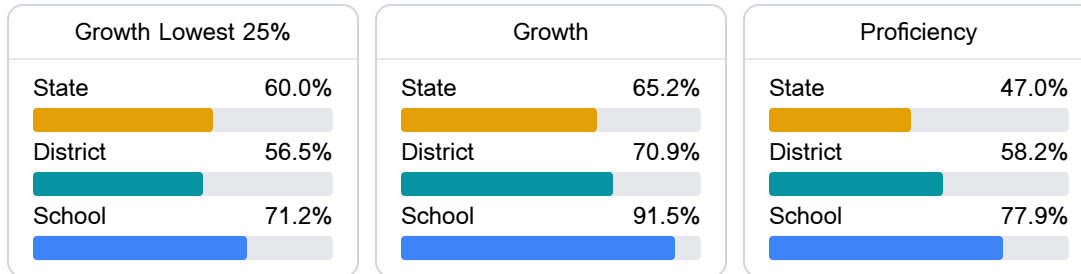 Growth Lowest 25%
State 60.0%
District 56.5%
School 71.2%
Growth
State 65.2%
District 70.9%
School 91.5%
Proficiency
State 47.0%
District 58.2%
School 77.9%